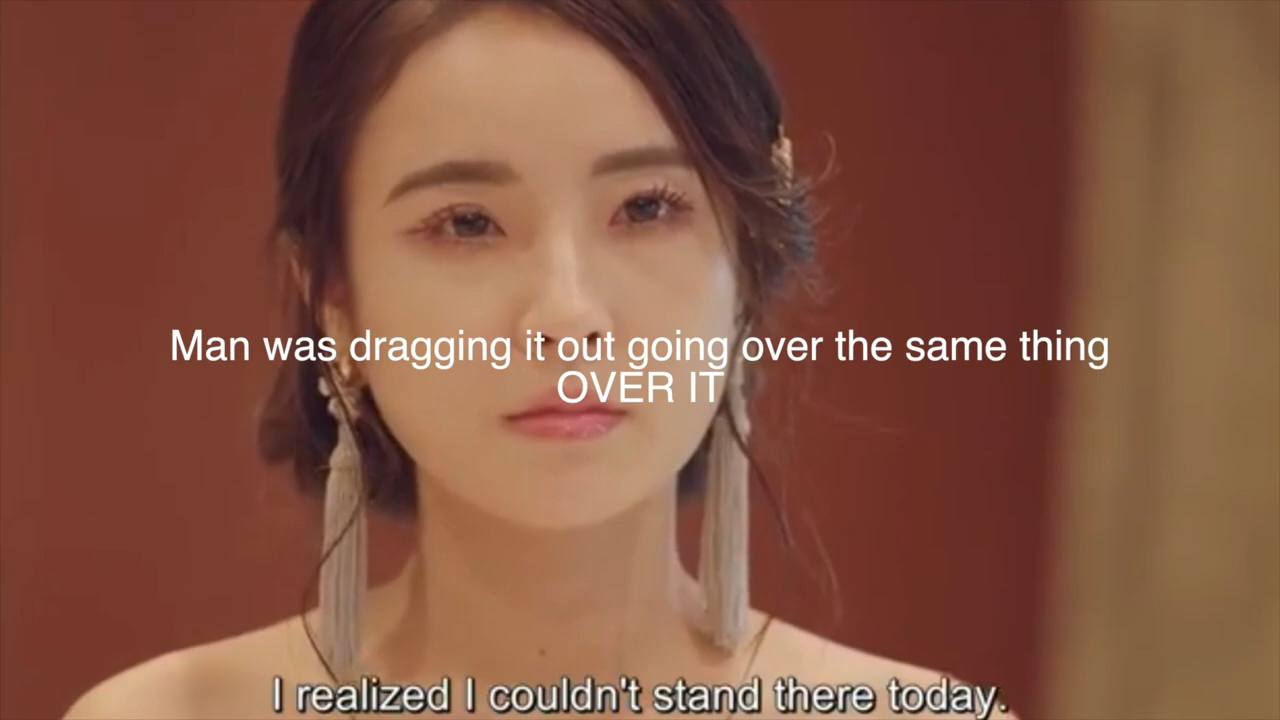 Man was dragging it out going over the same thing
OVER IT
I realized I couldn't stand there today.